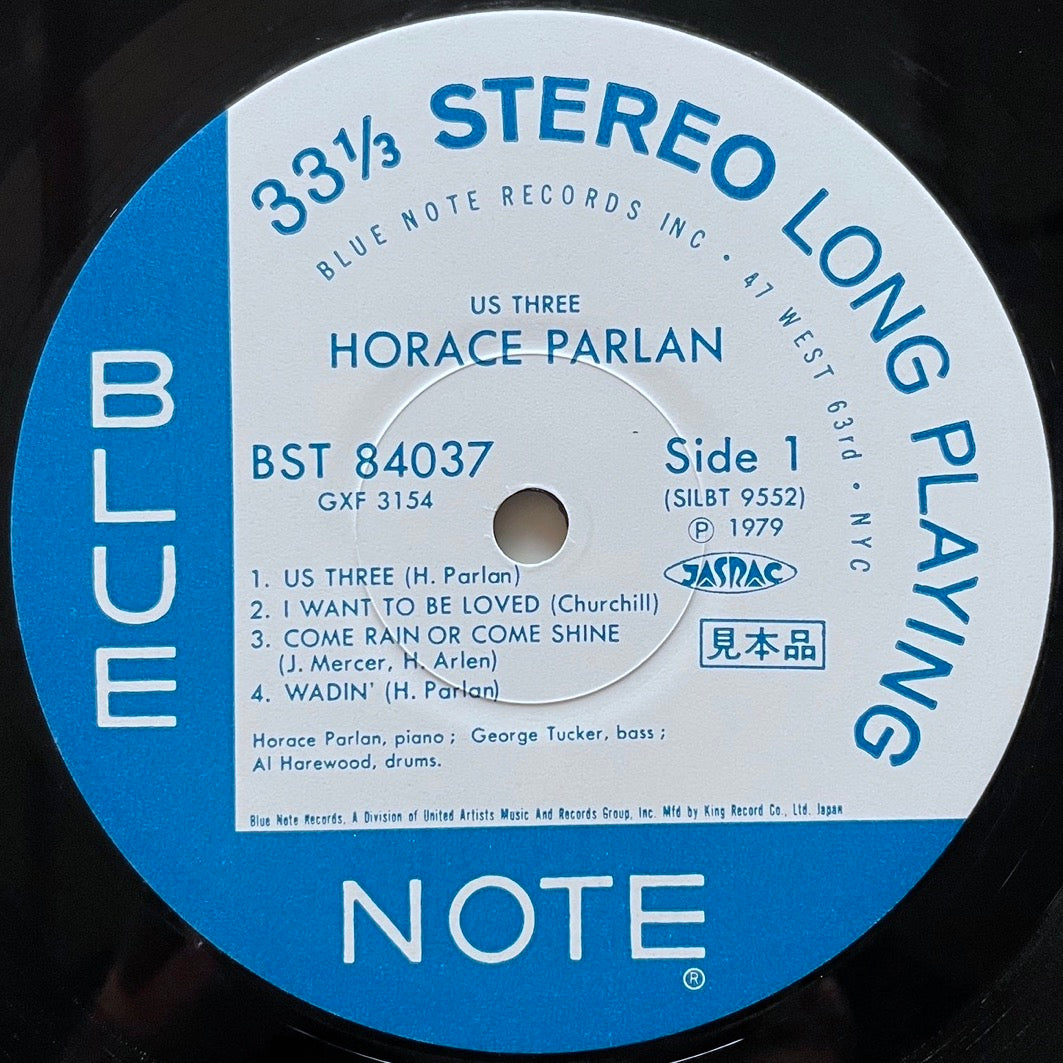 33⅓ STEREO LONG PLAYING
BLUE NOTE RECORDS INC • 47 WEST 63rd • NYC
US THREE
HORACE PARLAN
BST 84037
GXF 3154
Side 1
(SILBT 9552)
Ⓟ 1979
JASRAC
1. US THREE (H. Parlan)
2. I WANT TO BE LOVED (Churchill)
3. COME RAIN OR COME SHINE
(J. Mercer, H. Arlen)
4. WADIN' (H. Parlan)
見本品
Horace Parlan, piano ; George Tucker, bass ;
Al Harewood, drums.
Blue Note Records, A Division of United Artists Music And Records Group, Inc. Mfd by King Record Co., Ltd. Japan
BLUE
NOTE
®